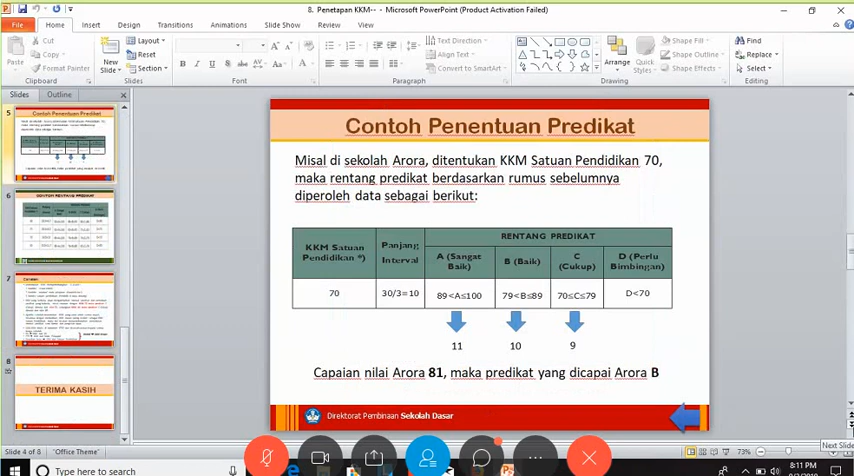 8. Penetapan KKM-- - Microsoft PowerPoint (Product Activation Failed)
File Home Insert Design Transitions Animations Slide Show Review View
Cut
Copy
Format Painter
Paste
Clipboard
New
Slide
Layout
Reset
Section
Slides
Font
Paragraph
Text Direction
Align Text
Convert to SmartArt
Arrange
Quick
Styles
Shape Fill
Shape Outline
Shape Effects
Drawing
Find
Replace
Select
Editing
Slides Outline
5
Contoh Penentuan Predikat
6
CONTOH RENTANG PREDIKAT
7
8
TERIMA KASIH
Contoh Penentuan Predikat
Misal di sekolah Arora, ditentukan KKM Satuan Pendidikan 70,
maka rentang predikat berdasarkan rumus sebelumnya
diperoleh data sebagai berikut:
KKM Satuan
Pendidikan *)
Panjang
Interval
RENTANG PREDIKAT
A (Sangat
Baik)
B (Baik)
C
(Cukup)
D (Perlu
Bimbingan)
70 30/3=10 89<A≤100 79<B≤89 70≤C≤79 D<70
11 10 9
Capaian nilai Arora 81, maka predikat yang dicapai Arora B
Direktorat Pembinaan Sekolah Dasar
Slide 4 of 8 "Office Theme" 73%
Next Slide
Type here to search
8:11 PM